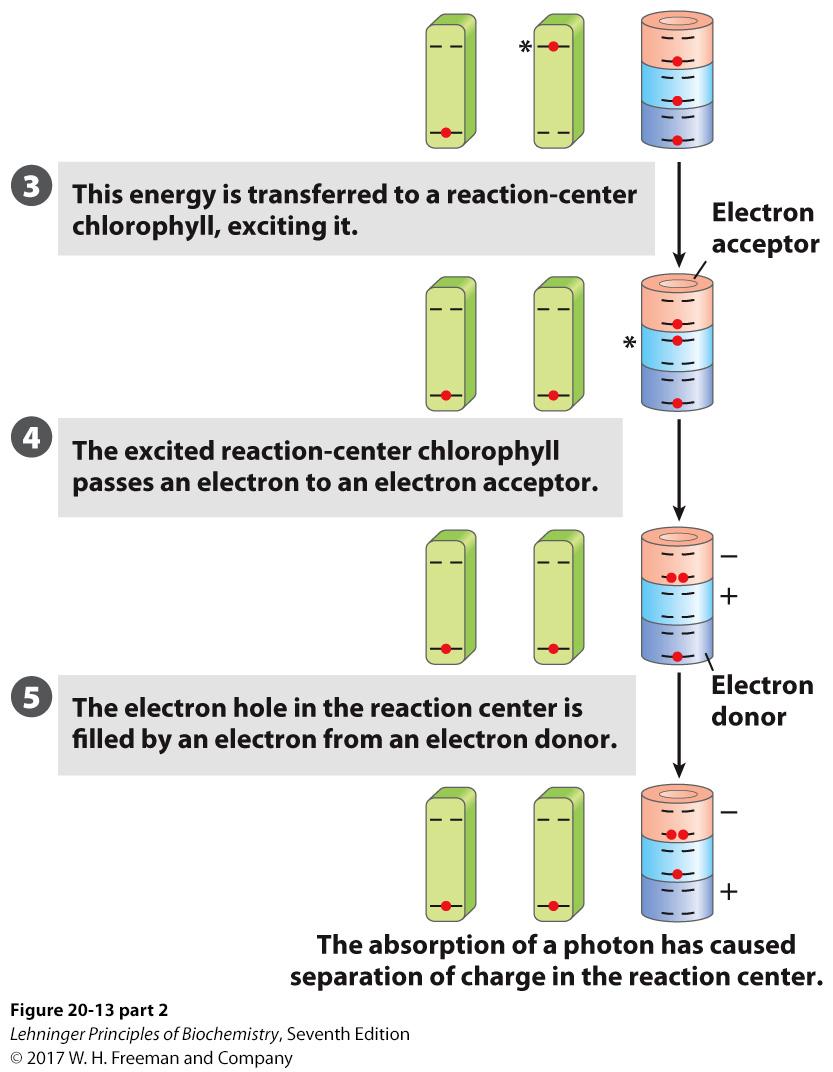 *
3
This energy is transferred to a reaction-center
chlorophyll, exciting it.
Electron
acceptor
*
4
The excited reaction-center chlorophyll
passes an electron to an electron acceptor.
−
+
Electron
donor
5
The electron hole in the reaction center is
filled by an electron from an electron donor.
−
+
The absorption of a photon has caused
separation of charge in the reaction center.
Figure 20-13 part 2
Lehninger Principles of Biochemistry, Seventh Edition
© 2017 W. H. Freeman and Company